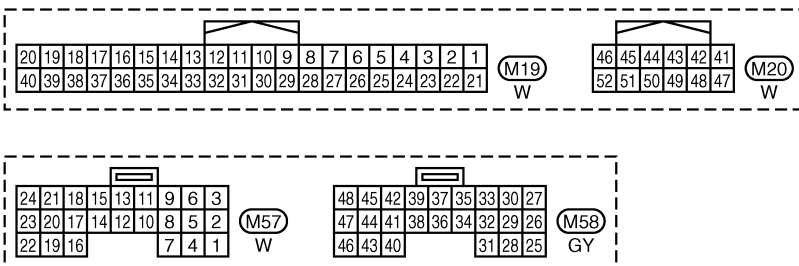 20 19 18 17 16 15 14 13 12 11 10 9 8 7 6 5 4 3 2 1
40 39 38 37 36 35 34 33 32 31 30 29 28 27 26 25 24 23 22 21
M19
W
46 45 44 43 42 41
52 51 50 49 48 47
M20
W
24 21 18 15 13 11 9 6 3
23 20 17 14 12 10 8 5 2
22 19 16 7 4 1
M57
W
48 45 42 39 37 35 33 30 27
47 44 41 38 36 34 32 29 26
46 43 40 31 28 25
M58
GY